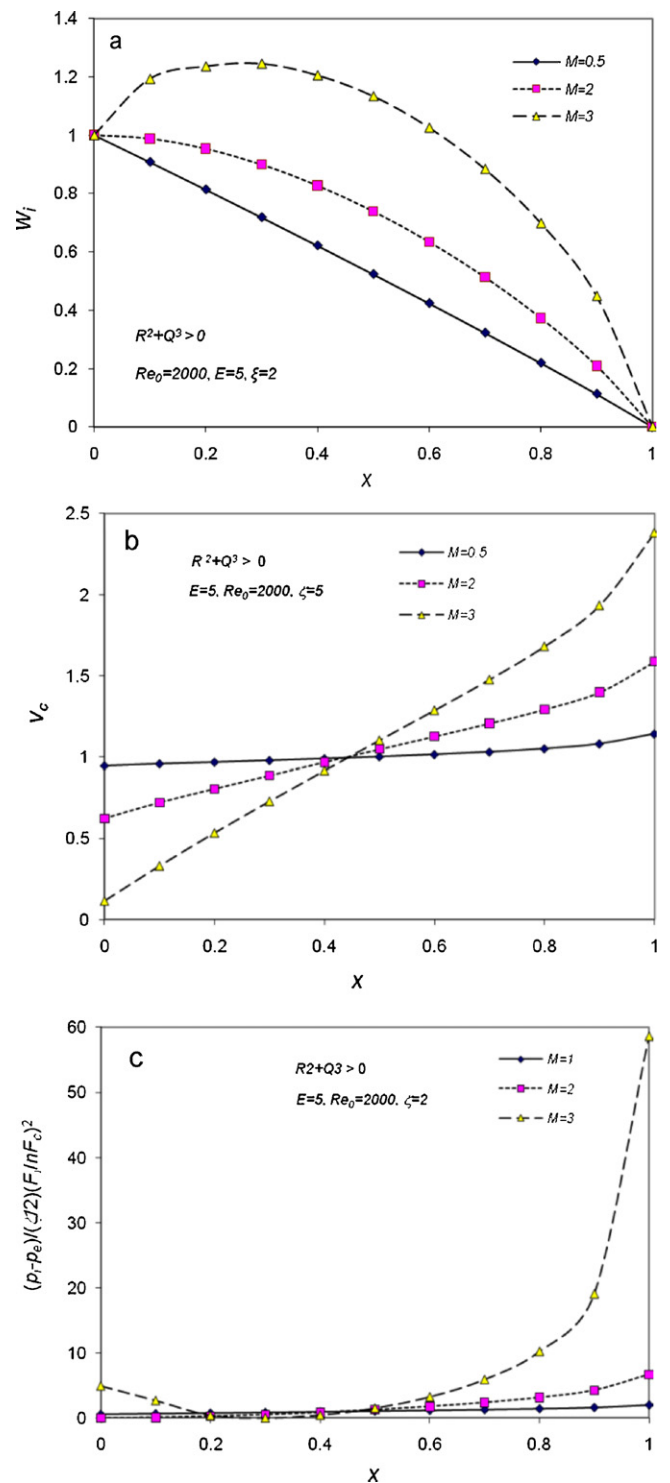 a
1.4
1.2
1
0.8
0.6
0.4
0.2
0
M=0.5
M=2
M=3
W_i
R²+Q³ > 0
Re₀=2000, E=5, ξ=2
0 0.2 0.4 0.6 0.8 1
X
b
2.5
2
1.5
1
0.5
0
R²+Q³ > 0
E=5. Re₀=2000. ζ=5
M=0.5
M=2
M=3
V_c
0 0.2 0.4 0.6 0.8 1
X
c
60
50
40
30
20
10
0
R2+Q3 > 0
E=5. Re₀=2000. ζ=2
M=1
M=2
M=3
(p_i-p_e)/(ζ12)(F_i/nF_c)²
0 0.2 0.4 0.6 0.8 1
X